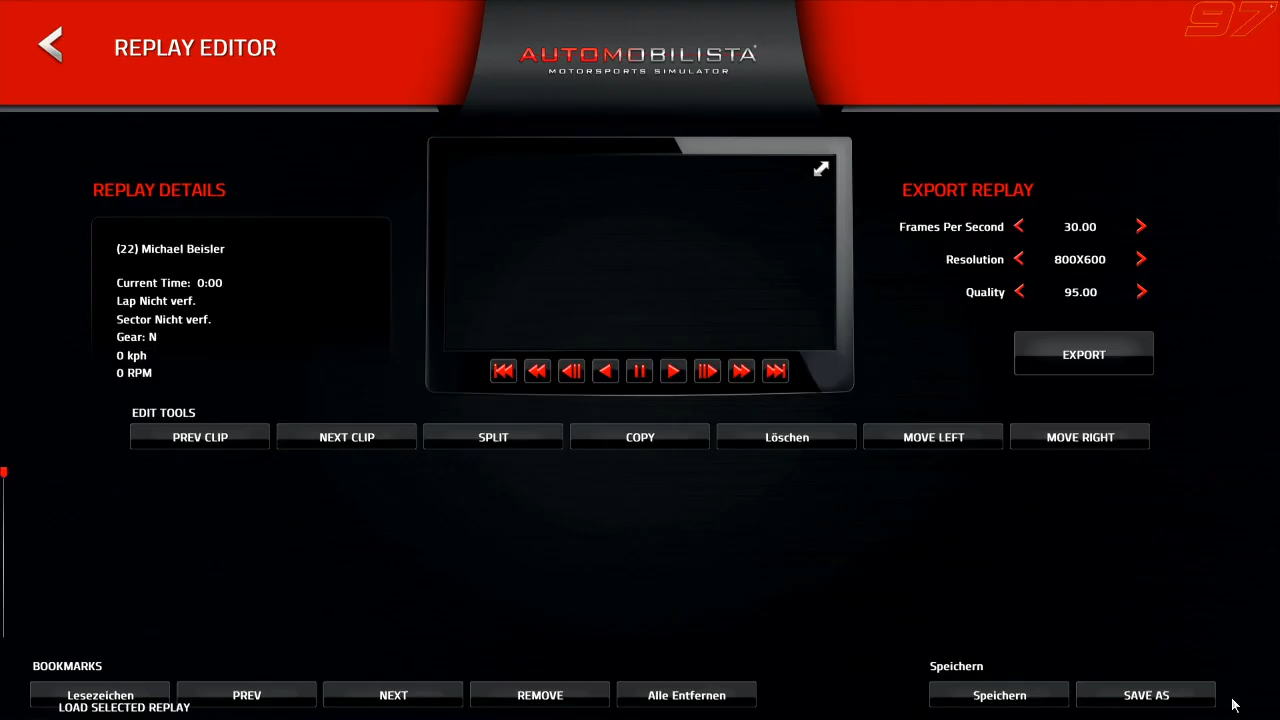 97
REPLAY EDITOR
AUTOMOBILISTA
MOTORSPORTS SIMULATOR
REPLAY DETAILS
(22) Michael Beisler
Current Time: 0:00
Lap Nicht verf.
Sector Nicht verf.
Gear: N
0 kph
0 RPM
EXPORT REPLAY
Frames Per Second 30.00
Resolution 800X600
Quality 95.00
EXPORT
EDIT TOOLS
PREV CLIP NEXT CLIP SPLIT COPY Löschen MOVE LEFT MOVE RIGHT
BOOKMARKS
Lesezeichen PREV NEXT REMOVE Alle Entfernen
LOAD SELECTED REPLAY
Speichern
Speichern SAVE AS